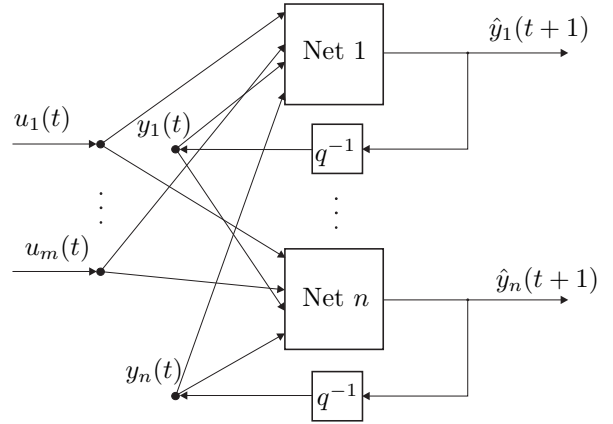 Net 1
ŷ₁(t+1)
u₁(t)
y₁(t)
q⁻¹
⋮
⋮
uₘ(t)
Net n
ŷₙ(t+1)
yₙ(t)
q⁻¹